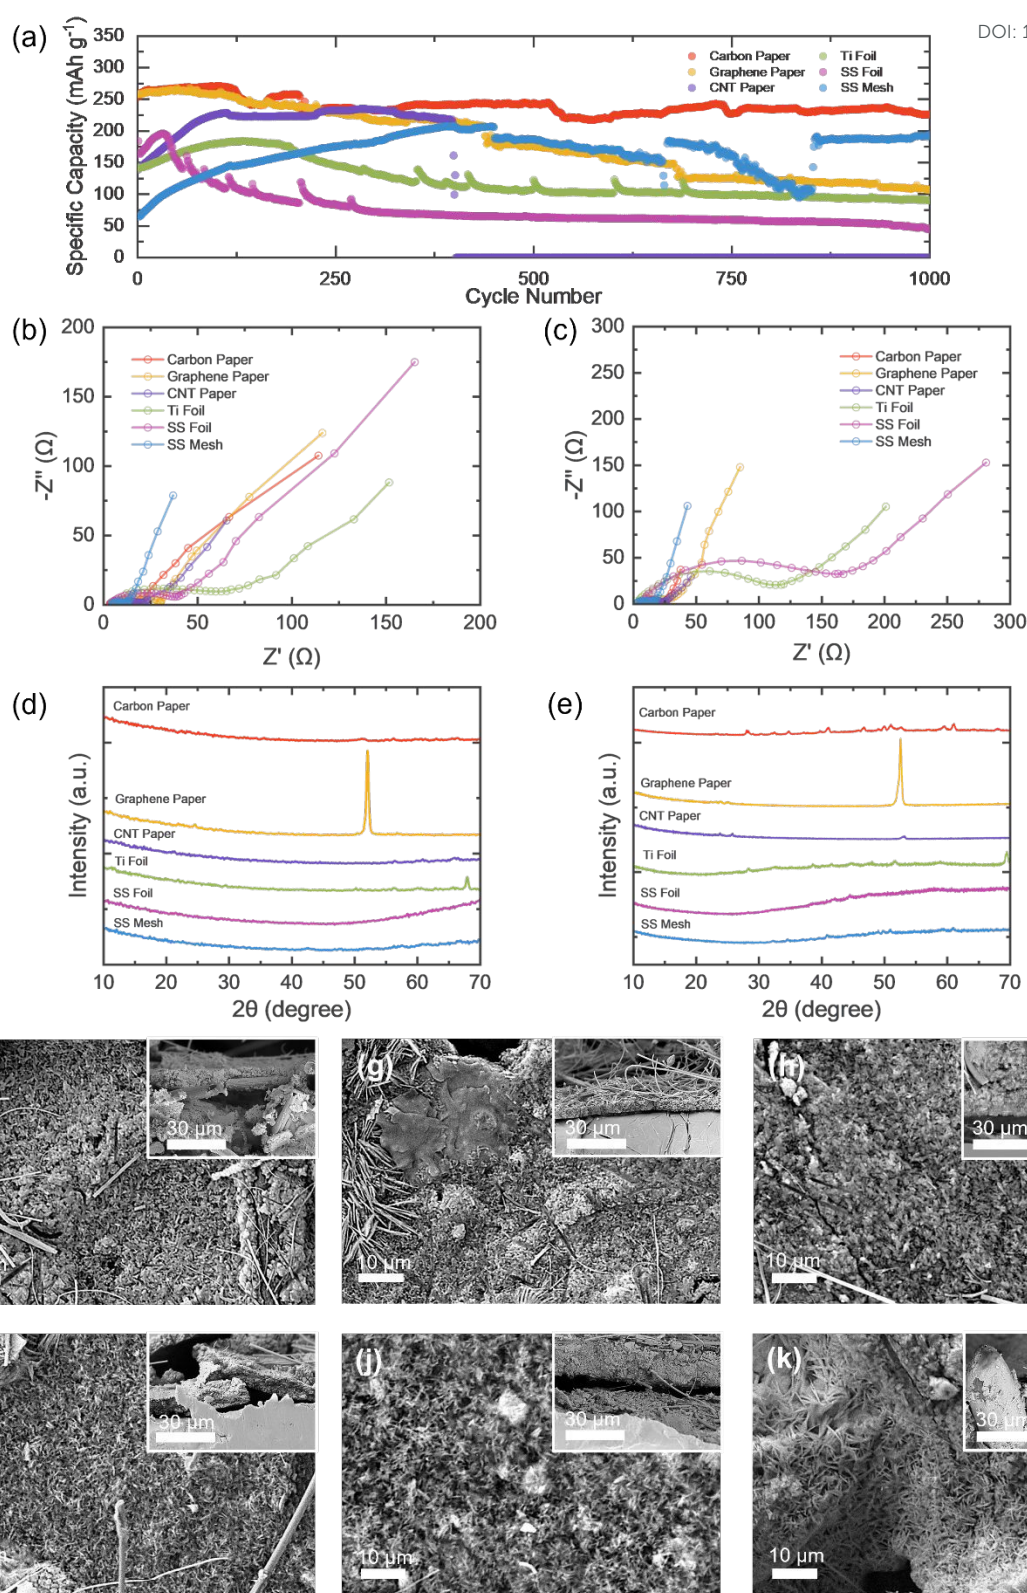 DOI: 1
(a)
Specific Capacity (mAh g⁻¹)
350
300
250
200
150
100
50
0
Carbon Paper
Graphene Paper
CNT Paper
Ti Foil
SS Foil
SS Mesh
0 250 500 750 1000
Cycle Number
(b)
-Z'' (Ω)
200
150
100
50
0
Carbon Paper
Graphene Paper
CNT Paper
Ti Foil
SS Foil
SS Mesh
0 50 100 150 200
Z' (Ω)
(c)
-Z'' (Ω)
300
250
200
150
100
50
0
Carbon Paper
Graphene Paper
CNT Paper
Ti Foil
SS Foil
SS Mesh
0 50 100 150 200 250 300
Z' (Ω)
(d)
Intensity (a.u.)
Carbon Paper
Graphene Paper
CNT Paper
Ti Foil
SS Foil
SS Mesh
10 20 30 40 50 60 70
2θ (degree)
(e)
Intensity (a.u.)
Carbon Paper
Graphene Paper
CNT Paper
Ti Foil
SS Foil
SS Mesh
10 20 30 40 50 60 70
2θ (degree)
30 µm
(g)
30 µm
10 µm
(h)
30 µm
10 µm
30 µm
(j)
30 µm
10 µm
(k)
30 µm
10 µm